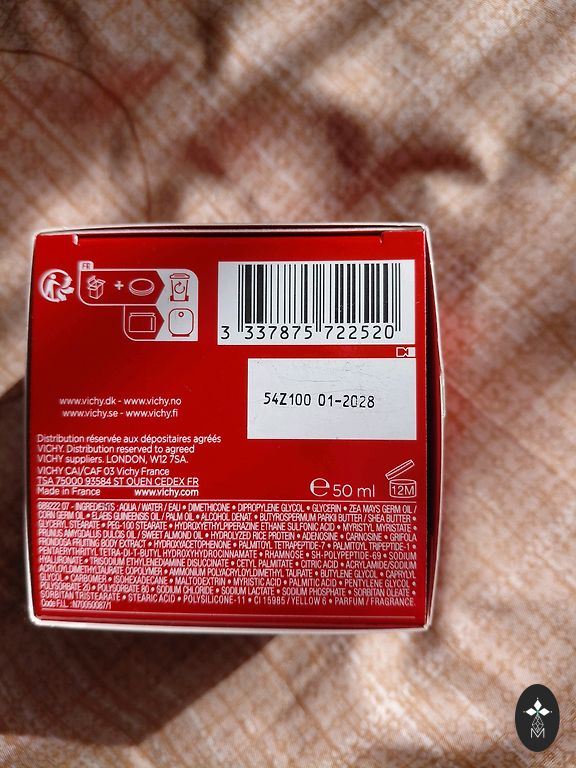 FR
+
3 337875 722520
54Z100 01-2028
www.vichy.dk - www.vichy.no
www.vichy.se - www.vichy.fi
Distribution réservée aux dépositaires agréés
VICHY. Distribution reserved to agreed
VICHY suppliers. LONDON, W12 7SA.
VICHY CAI/CAF 03 Vichy France
TSA 75000 93584 ST OUEN CEDEX FR
Made in France www.vichy.com
℮ 50 ml
12M
689222 07 - INGREDIENTS: AQUA / WATER / EAU • DIMETHICONE • DIPROPYLENE GLYCOL • GLYCERIN • ZEA MAYS GERM OIL /
CORN GERM OIL • ELAEIS GUINEENSIS OIL / PALM OIL • ALCOHOL DENAT. • BUTYROSPERMUM PARKII BUTTER / SHEA BUTTER •
GLYCERYL STEARATE • PEG-100 STEARATE • HYDROXYETHYLPIPERAZINE ETHANE SULFONIC ACID • MYRISTYL MYRISTATE •
PRUNUS AMYGDALUS DULCIS OIL / SWEET ALMOND OIL • HYDROLYZED RICE PROTEIN • ADENOSINE • CARNOSINE • GRIFOLA
FRONDOSA FRUITING BODY EXTRACT • HYDROXYACETOPHENONE • PALMITOYL TETRAPEPTIDE-7 • PALMITOYL TRIPEPTIDE-1 •
PENTAERYTHRITYL TETRA-DI-T-BUTYL HYDROXYHYDROCINNAMATE • RHAMNOSE • SH-POLYPEPTIDE-69 • SODIUM
HYALURONATE • TRISODIUM ETHYLENEDIAMINE DISUCCINATE • CETYL PALMITATE • CITRIC ACID • ACRYLAMIDE/SODIUM
ACRYLOYLDIMETHYLTAURATE COPOLYMER • AMMONIUM POLYACRYLOYLDIMETHYL TAURATE • BUTYLENE GLYCOL • CAPRYLYL
GLYCOL • CARBOMER • ISOHEXADECANE • MALTODEXTRIN • MYRISTIC ACID • PALMITIC ACID • PENTYLENE GLYCOL •
POLYSORBATE 20 • POLYSORBATE 80 • SODIUM CHLORIDE • SODIUM LACTATE • SODIUM PHOSPHATE • SORBITAN OLEATE •
SORBITAN TRISTEARATE • STEARIC ACID • POLYSILICONE-11 • CI 15985 / YELLOW 6 • PARFUM / FRAGRANCE
Code F.I.L.: N70050087/1